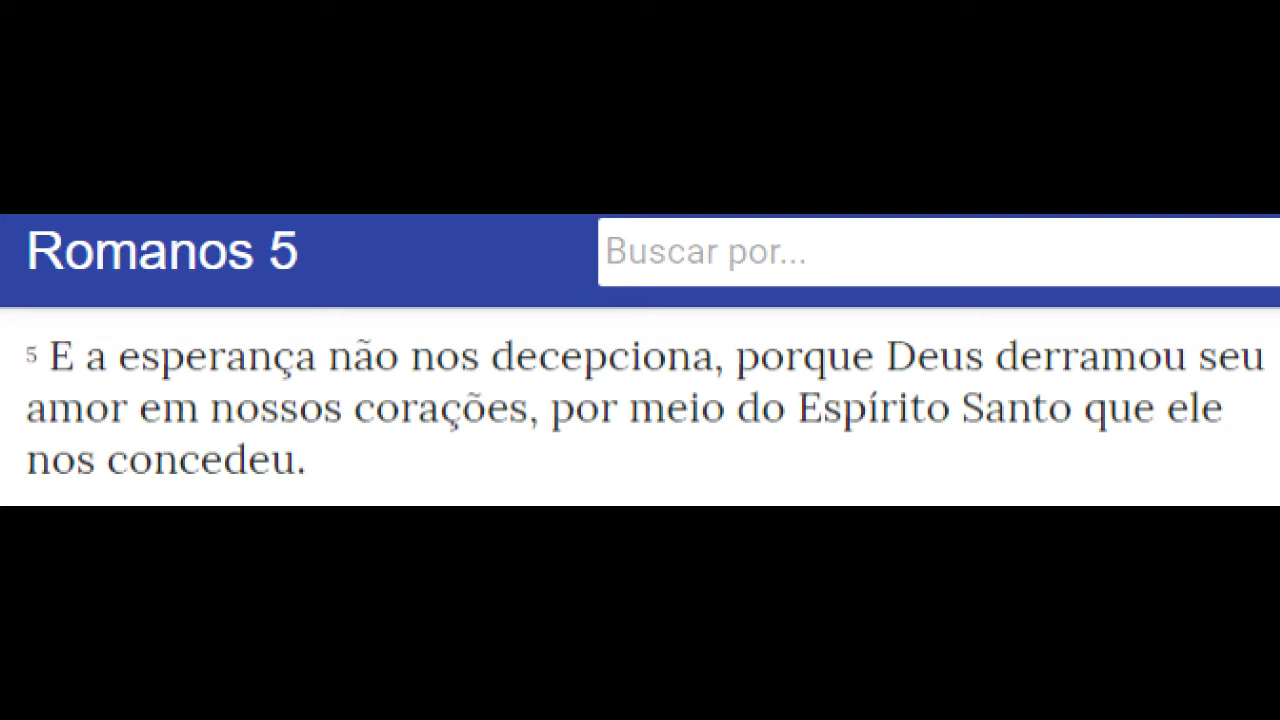 Romanos 5
Buscar por...
5 E a esperança não nos decepciona, porque Deus derramou seu
amor em nossos corações, por meio do Espírito Santo que ele
nos concedeu.